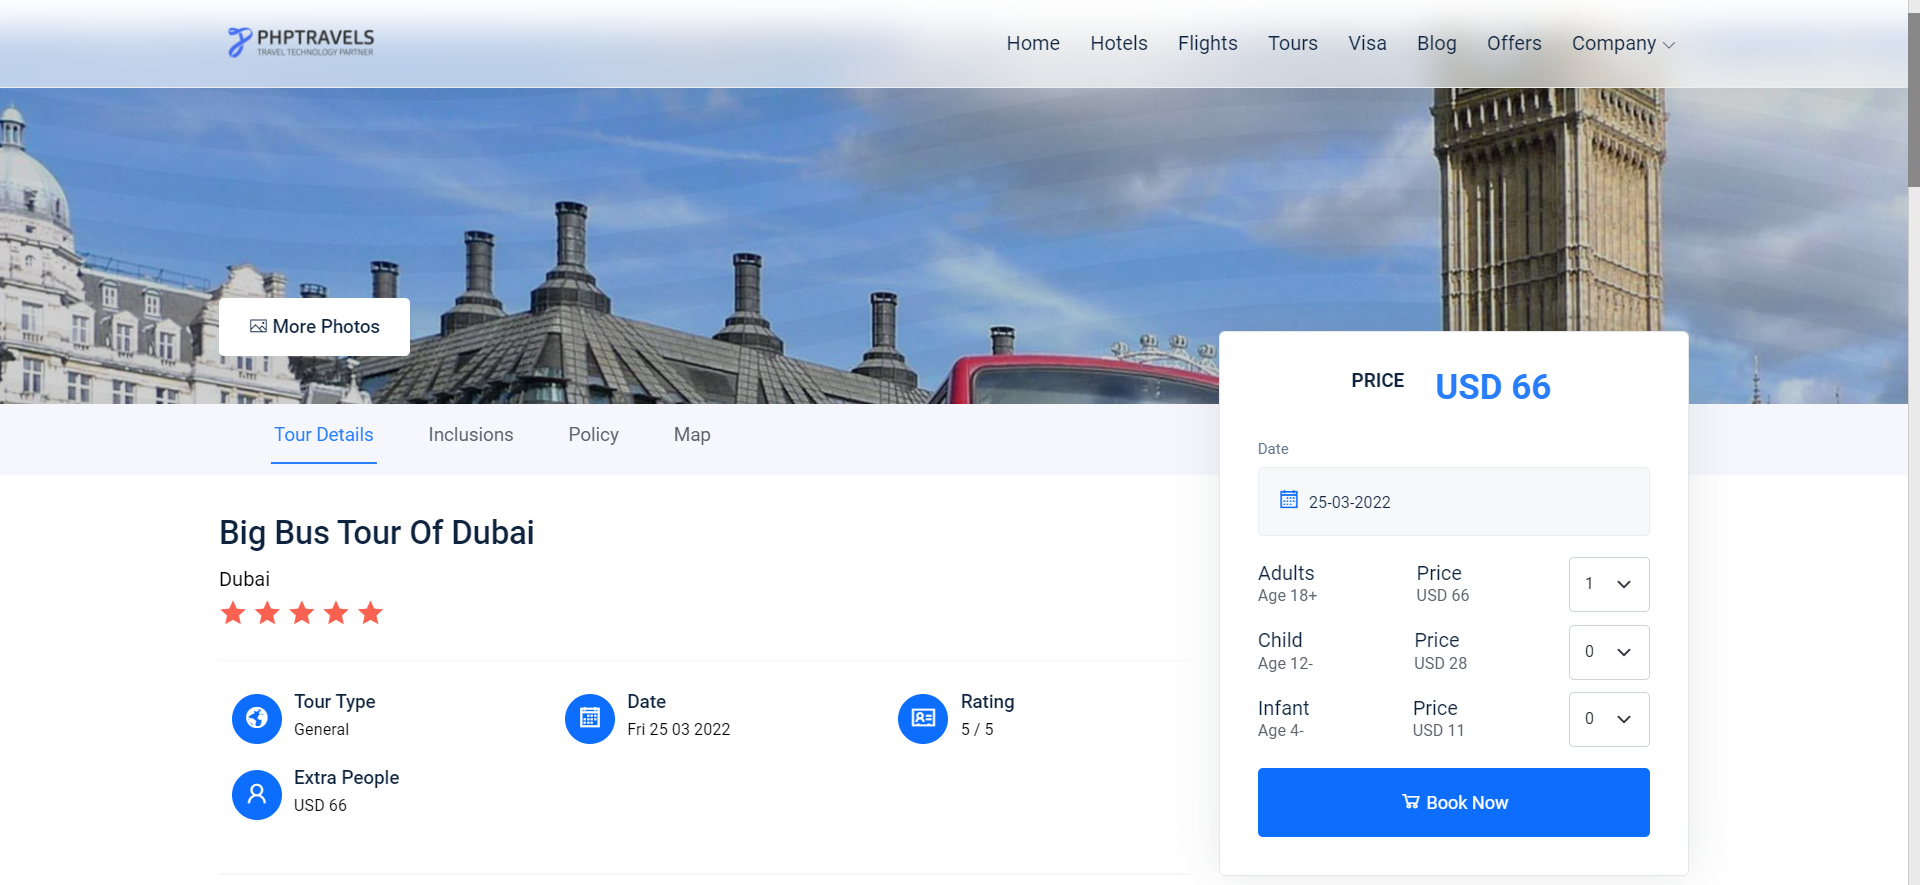 PHPTRAVELS
TRAVEL TECHNOLOGY PARTNER
Home Hotels Flights Tours Visa Blog Offers Company
More Photos
PRICE USD 66
Tour Details Inclusions Policy Map
Date
25-03-2022
Big Bus Tour Of Dubai
Dubai
Adults Price 1
Age 18+ USD 66
Child Price 0
Age 12- USD 28
Infant Price 0
Age 4- USD 11
Book Now
Tour Type
General
Date
Fri 25 03 2022
Rating
5 / 5
Extra People
USD 66